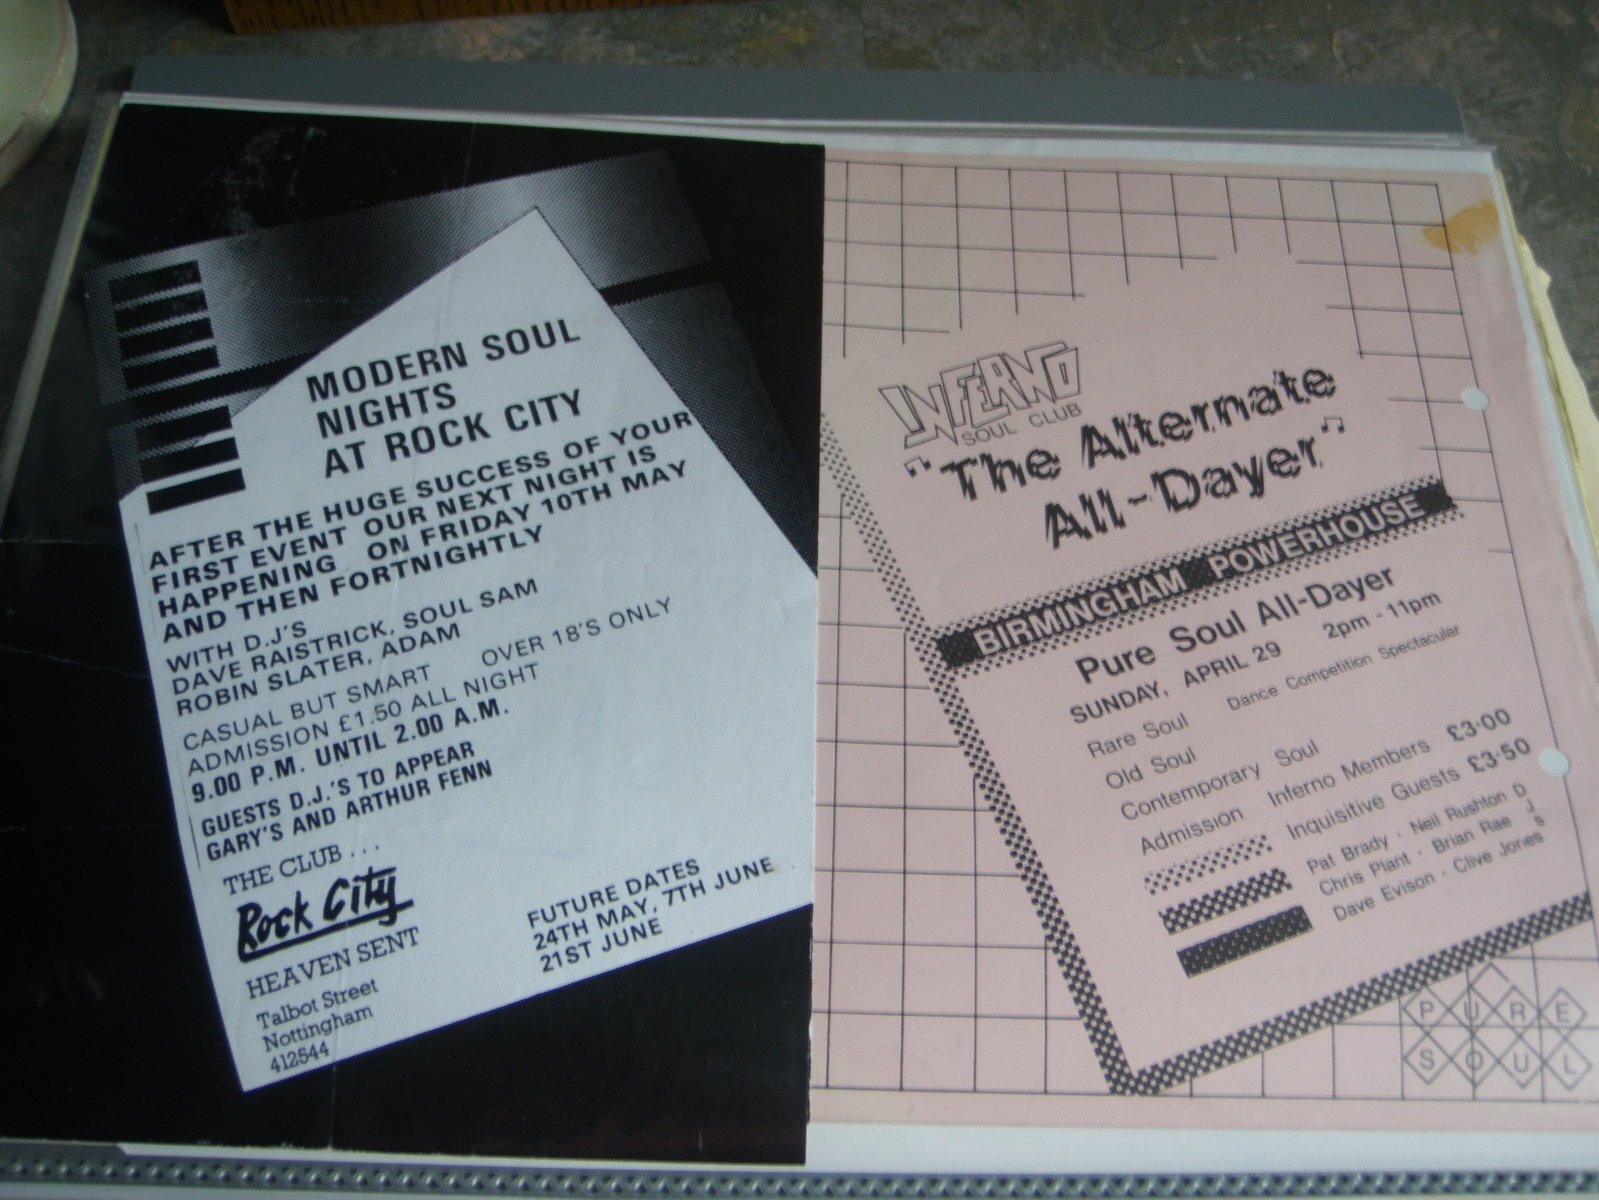 MODERN SOUL
NIGHTS
AT ROCK CITY
AFTER THE HUGE SUCCESS OF YOUR
FIRST EVENT OUR NEXT NIGHT IS
HAPPENING ON FRIDAY 10TH MAY
AND THEN FORTNIGHTLY
WITH D.J'S
DAVE RAISTRICK, SOUL SAM
ROBIN SLATER, ADAM
CASUAL BUT SMART OVER 18'S ONLY
ADMISSION £1.50 ALL NIGHT
9.00 P.M. UNTIL 2.00 A.M.
GUESTS D.J.'S TO APPEAR
GARY'S AND ARTHUR FENN
THE CLUB . . .
Rock City
HEAVEN SENT
Talbot Street
Nottingham
412544
FUTURE DATES
24TH MAY, 7TH JUNE
21ST JUNE
INFERNO
SOUL CLUB
"The Alternate
All-Dayer"
BIRMINGHAM POWERHOUSE
Pure Soul All-Dayer
SUNDAY, APRIL 29 2pm - 11pm
Rare Soul Dance Competition Spectacular
Old Soul
Contemporary Soul
Admission Inferno Members £3·00
Inquisitive Guests £3·50
Pat Brady · Neil Rushton D
Chris Plant · Brian Rae J
Dave Evison · Clive Jones S
PURE
SOUL